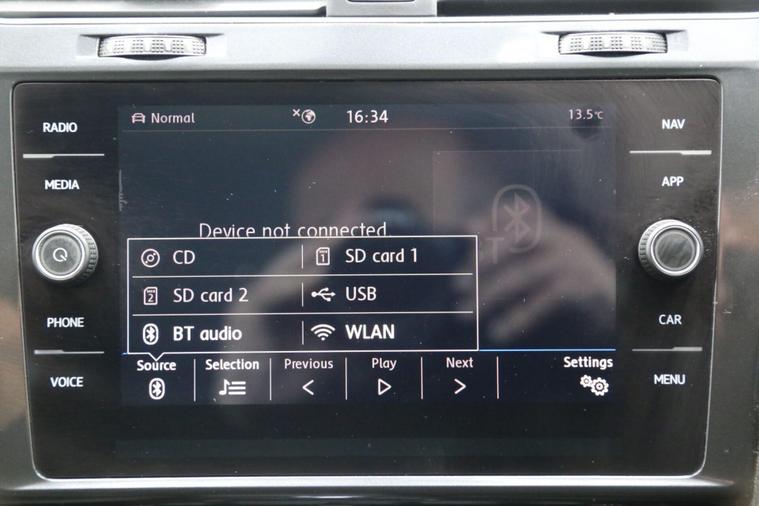 Normal 16:34 13.5°C
RADIO
NAV
MEDIA
APP
Device not connected
BT
CD SD card 1
SD card 2 USB
BT audio WLAN
PHONE
CAR
Source Selection Previous Play Next Settings
VOICE
MENU